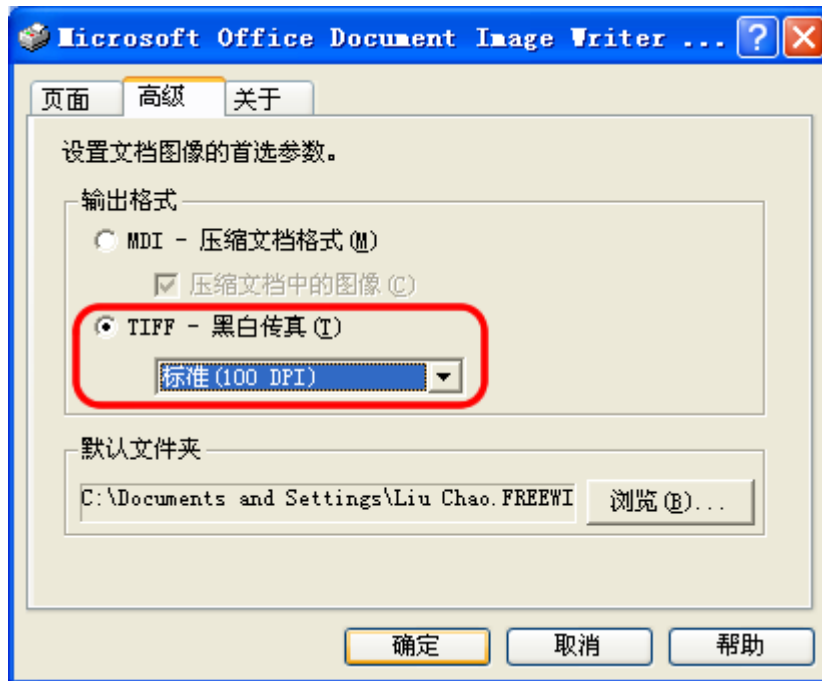 Microsoft Office Document Image Writer ...
页面 高级 关于
设置文档图像的首选参数。
输出格式
MDI - 压缩文档格式(M)
压缩文档中的图像(C)
TIFF - 黑白传真(T)
标准(100 DPI)
默认文件夹
C:\Documents and Settings\Liu Chao.FREEWI 浏览(B)...
确定 取消 帮助